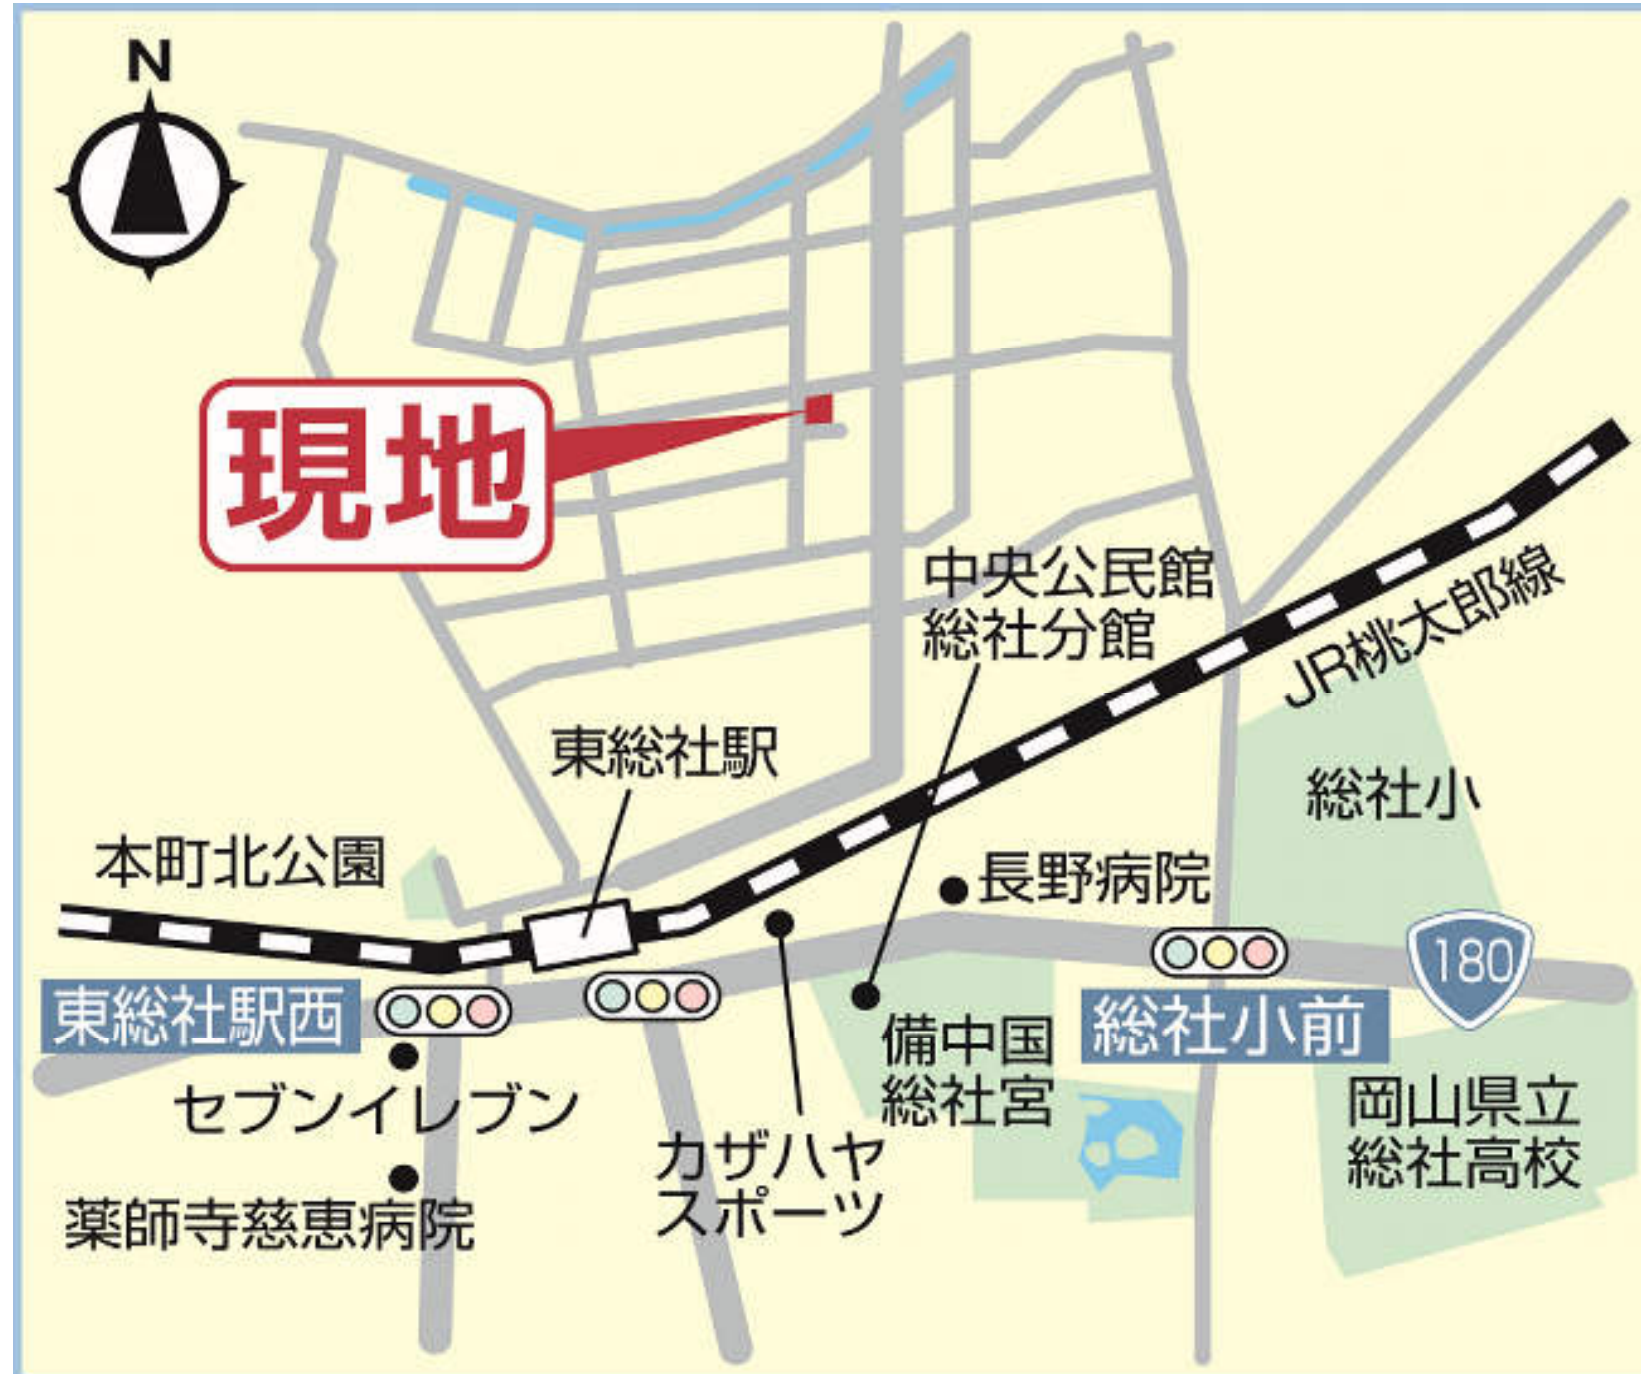 N
現地
中央公民館
総社分館
JR桃太郎線
東総社駅
総社小
本町北公園
長野病院
180
東総社駅西
総社小前
備中国
総社宮
セブンイレブン
岡山県立
総社高校
カザハヤ
スポーツ
薬師寺慈恵病院